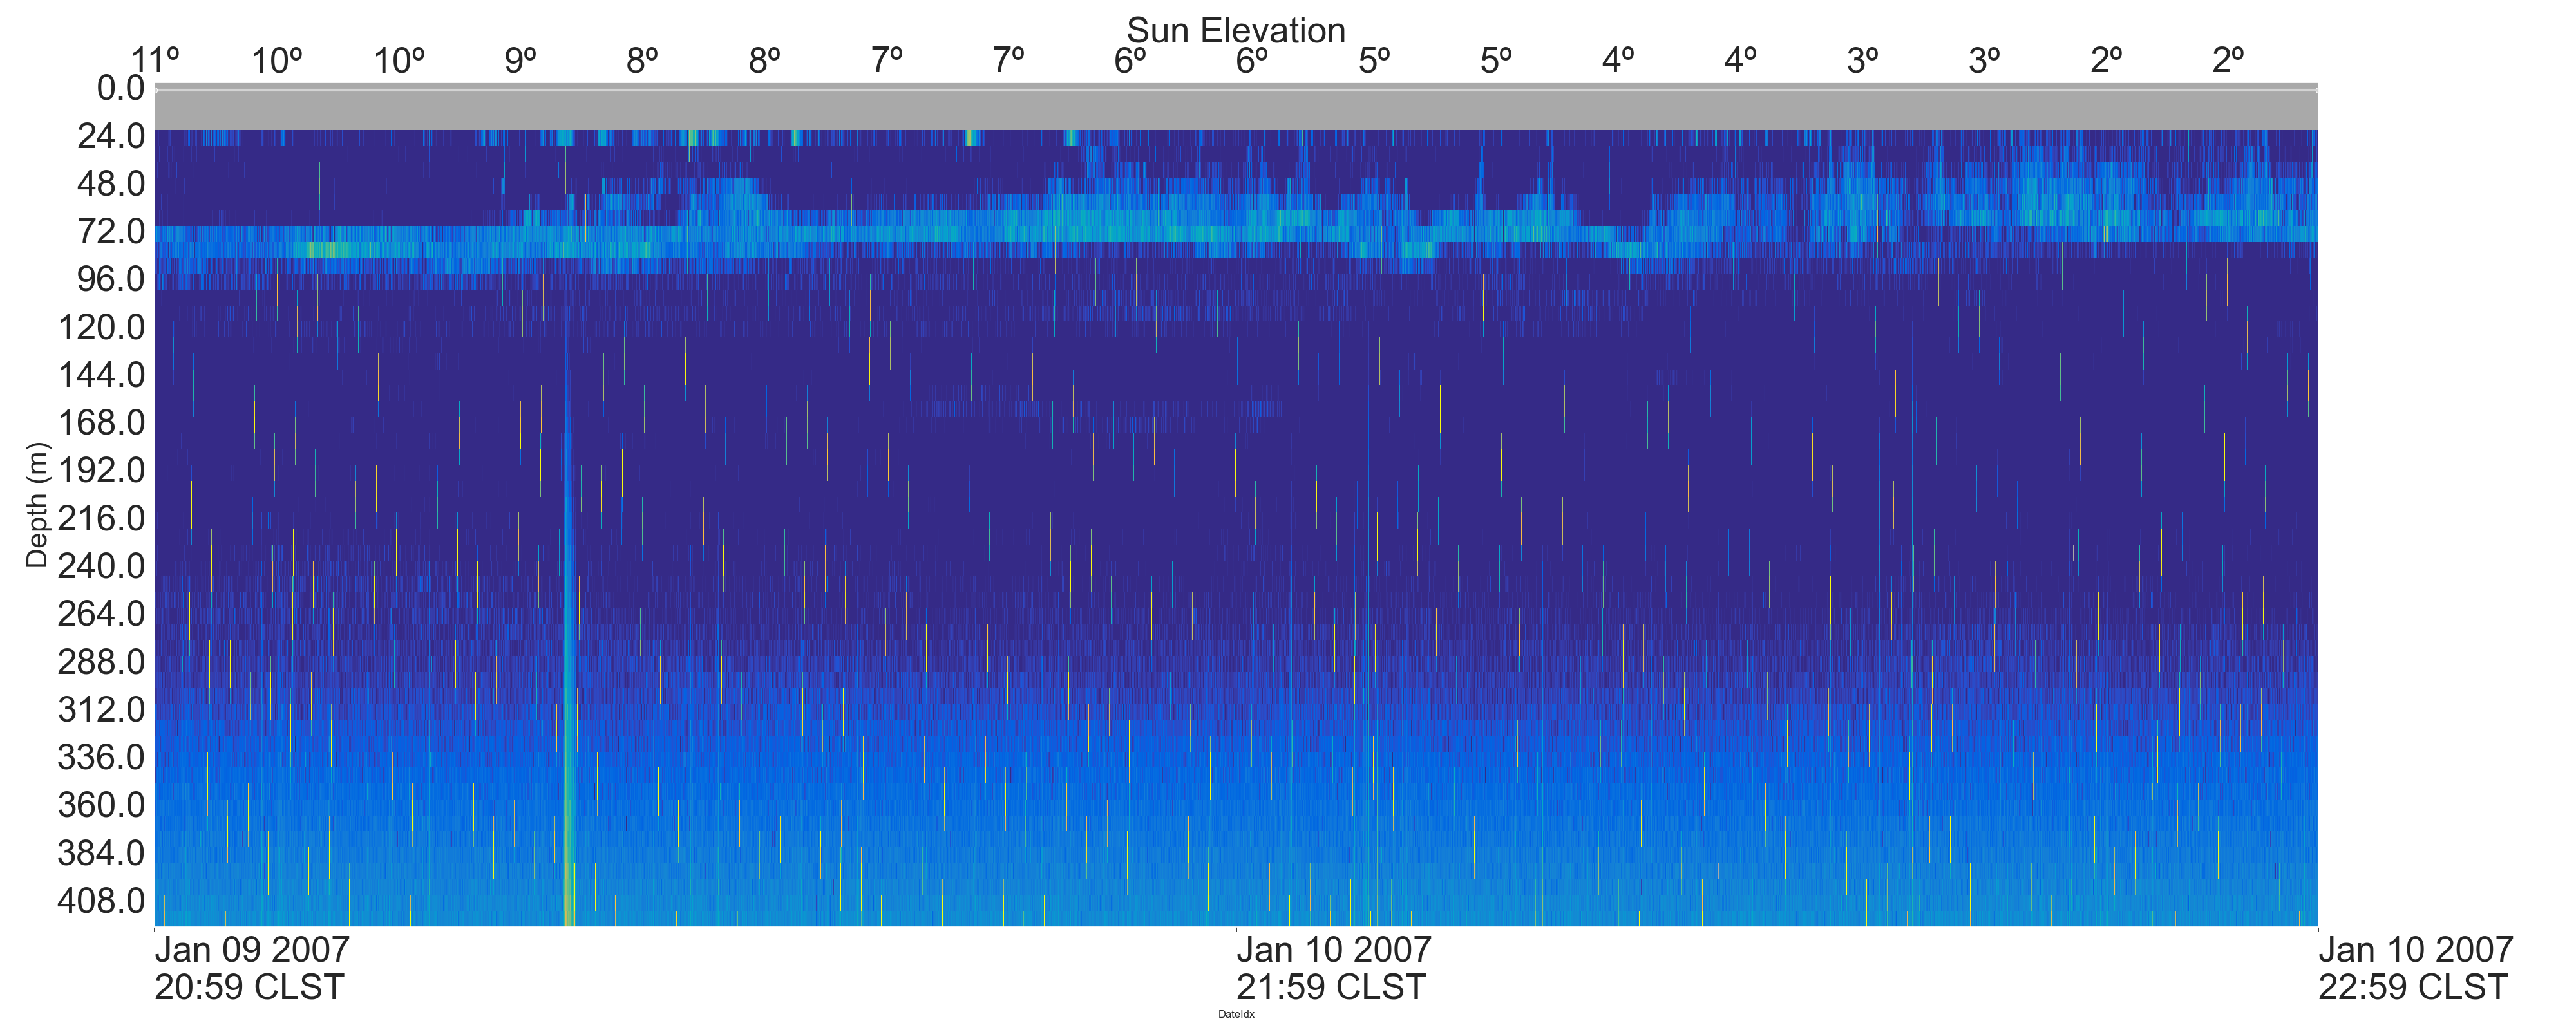 Sun Elevation
11º 10º 10º 9º 8º 8º 7º 7º 6º 6º 5º 5º 4º 4º 3º 3º 2º 2º
0.0
24.0
48.0
72.0
96.0
120.0
144.0
168.0
192.0
216.0
240.0
264.0
288.0
312.0
336.0
360.0
384.0
408.0
Depth (m)
Jan 09 2007
20:59 CLST
Jan 10 2007
21:59 CLST
Jan 10 2007
22:59 CLST
DateIdx